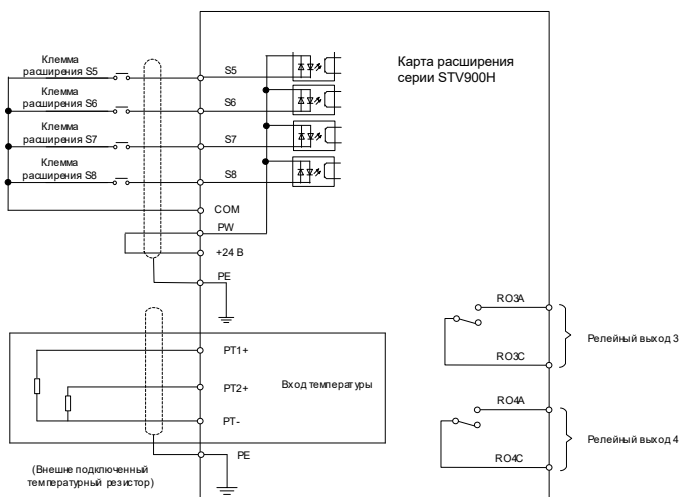 Карта расширения
серии STV900H
Клемма
расширения S5
S5
Клемма
расширения S6
S6
Клемма
расширения S7
S7
Клемма
расширения S8
S8
COM
PW
+24 В
PE
PT1+
PT2+
Вход температуры
PT-
PE
(Внешне подключенный
температурный резистор)
RO3A
Релейный выход 3
RO3C
RO4A
Релейный выход 4
RO4C